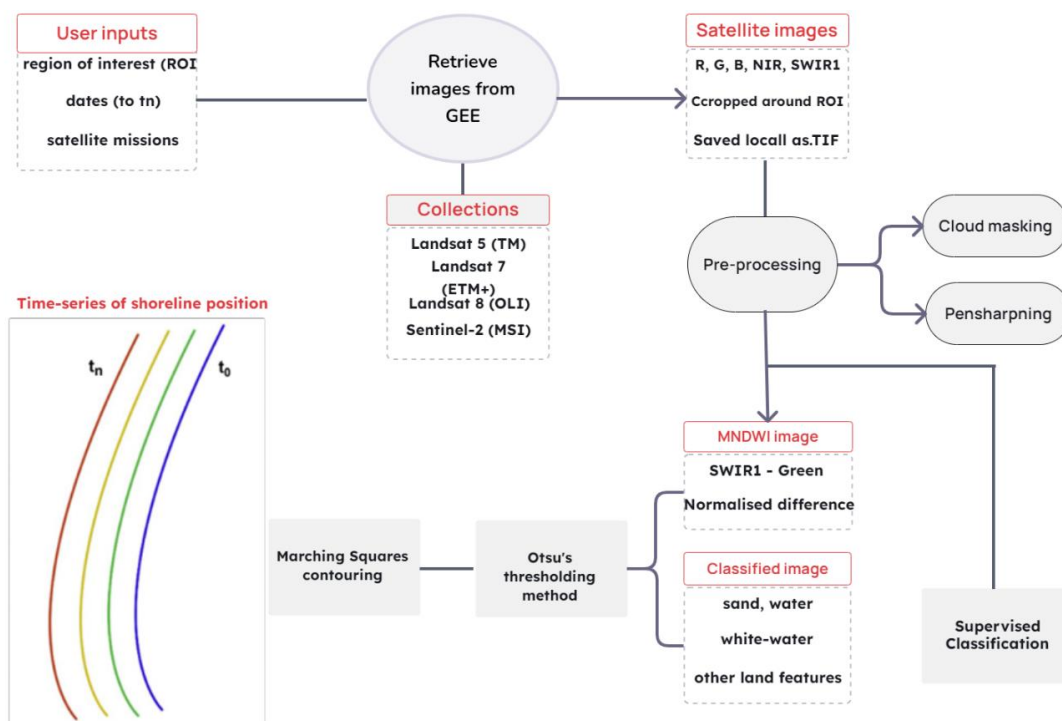 User inputs
region of interest (ROI
dates (to tn)
satellite missions
Retrieve
images from
GEE
Satellite images
R, G, B, NIR, SWIR1
Ccropped around ROI
Saved locall as.TIF
Collections
Landsat 5 (TM)
Landsat 7
(ETM+)
Landsat 8 (OLI)
Sentinel-2 (MSI)
Pre-processing
Cloud masking
Pensharpning
Time-series of shoreline position
tn
t0
MNDWI image
SWIR1 - Green
Normalised difference
Marching Squares
contouring
Otsu's
thresholding
method
Classified image
sand, water
white-water
other land features
Supervised
Classification